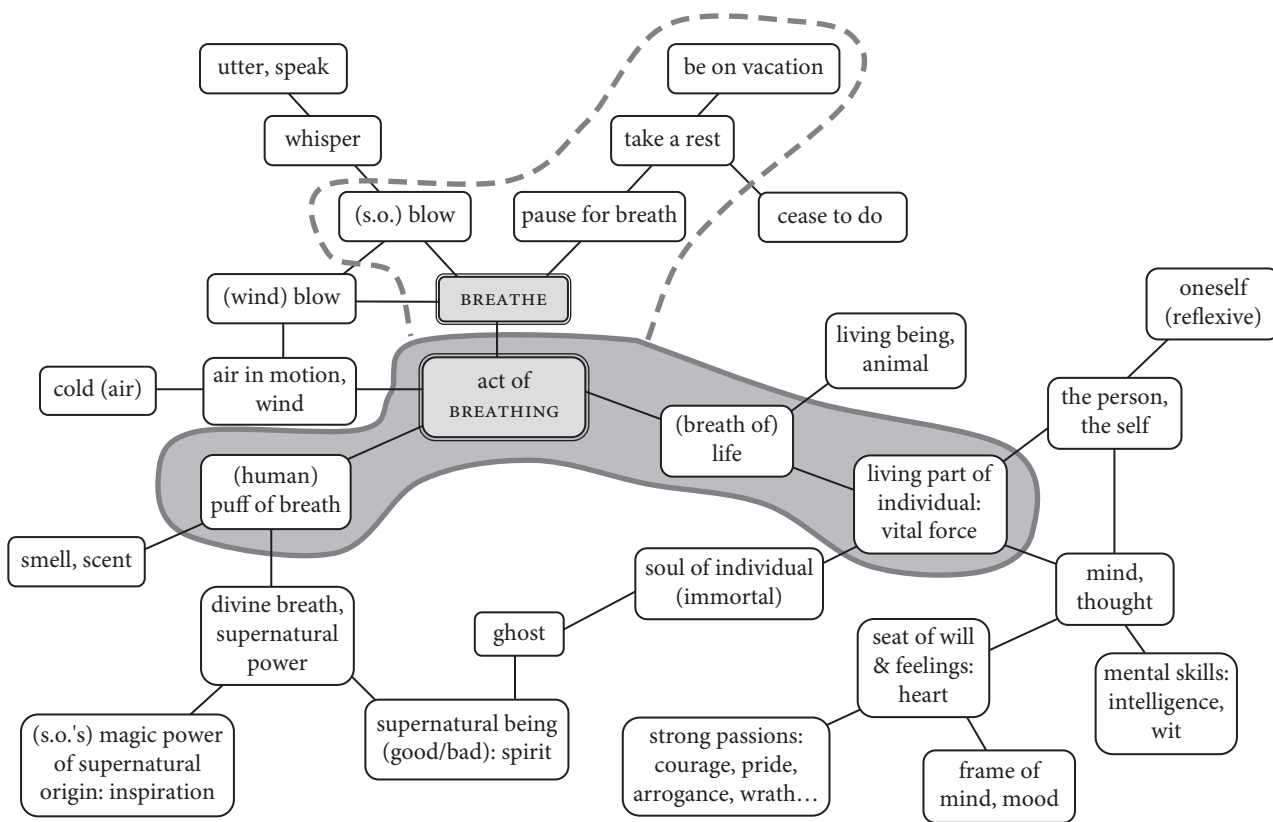 utter, speak
be on vacation
whisper
take a rest
(s.o.) blow
pause for breath
cease to do
(wind) blow
BREATHE
oneself
(reflexive)
living being,
animal
cold (air)
air in motion,
wind
act of
BREATHING
the person,
the self
(breath of)
life
(human)
puff of breath
living part of
individual:
vital force
smell, scent
soul of individual
(immortal)
mind,
thought
divine breath,
supernatural
power
ghost
seat of will
& feelings:
heart
mental skills:
intelligence,
wit
(s.o.'s) magic power
of supernatural
origin: inspiration
supernatural being
(good/bad): spirit
strong passions:
courage, pride,
arrogance, wrath…
frame of
mind, mood